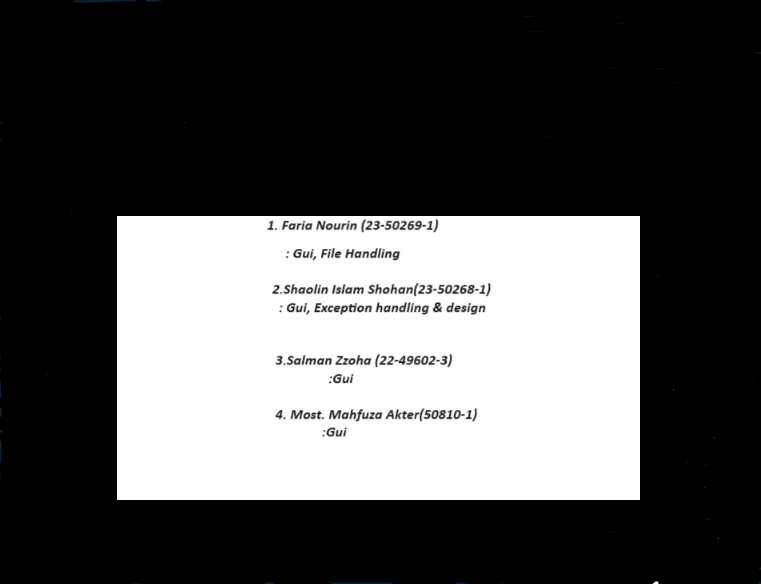 1. Faria Nourin (23-50269-1)
: Gui, File Handling
2.Shaolin Islam Shohan(23-50268-1)
: Gui, Exception handling & design
3.Salman Zzoha (22-49602-3)
:Gui
4. Most. Mahfuza Akter(50810-1)
:Gui